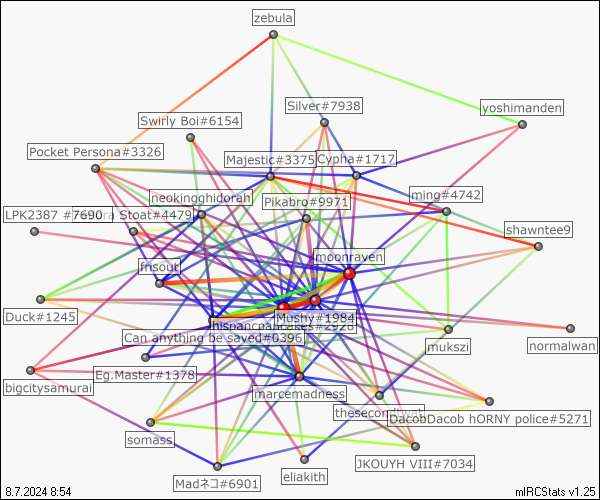 zebula
Silver#7938
yoshimanden
Swirly Boi#6154
Pocket Persona#3326
Majestic#3375
Cypha#1717
neokingghidorah
ming#4742
Pikabro#9971
LPK2387 #7690
Stoat#4479
shawntee9
moonraven
misout
Duck#1245
Mushy#1984
hispancpancakes#2928
Can anything be saved#0396
mukszi
normalwan
Eg.Master#1378
bigcitysamurai
marcemadness
DacobDacob hORNY police#5271
somass
JKOUYH VIII#7034
eliakith
Madネコ#6901
8.7.2024 8:54
mIRCStats v1.25